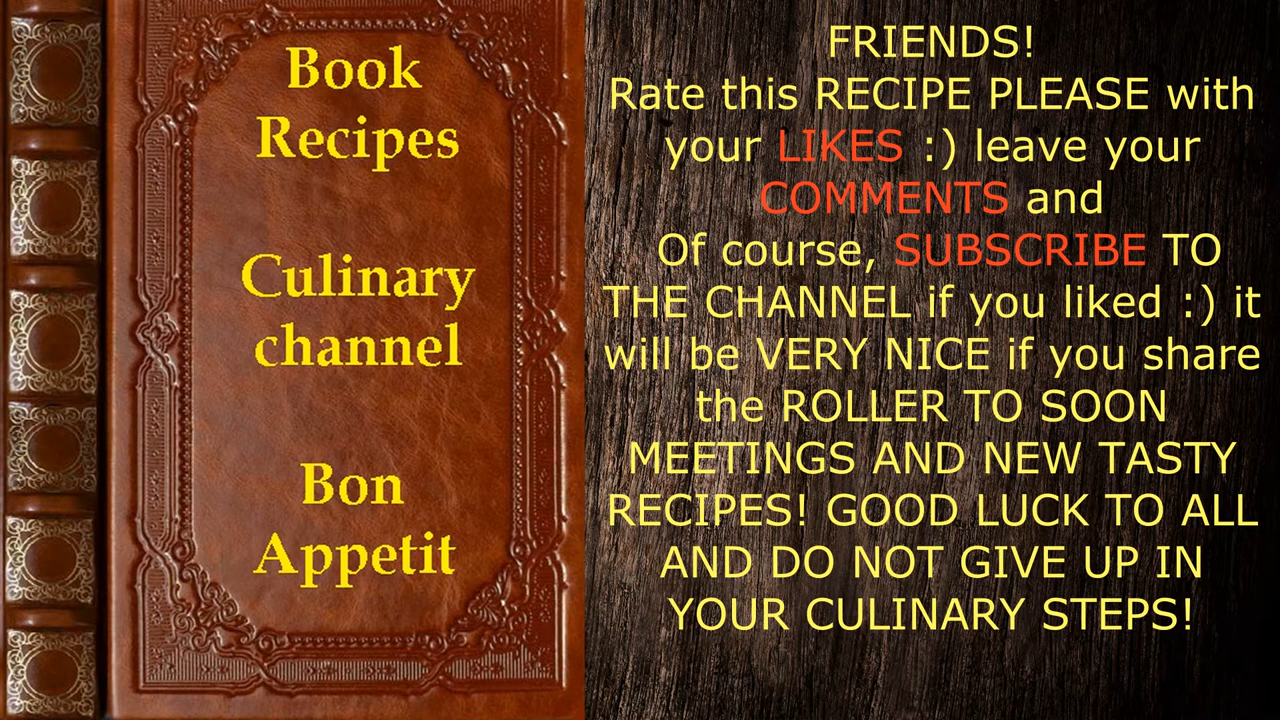 Book
Recipes
Culinary
channel
Bon
Appetit
FRIENDS!
Rate this RECIPE PLEASE with
your LIKES :) leave your
COMMENTS and
Of course, SUBSCRIBE TO
THE CHANNEL if you liked :) it
will be VERY NICE if you share
the ROLLER TO SOON
MEETINGS AND NEW TASTY
RECIPES! GOOD LUCK TO ALL
AND DO NOT GIVE UP IN
YOUR CULINARY STEPS!